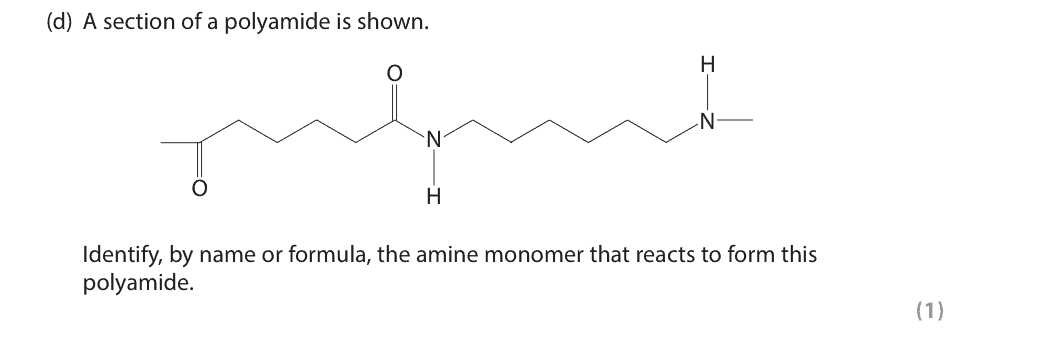 (d) A section of a polyamide is shown.
H
O
N
N
O
H
Identify, by name or formula, the amine monomer that reacts to form this
polyamide.
(1)